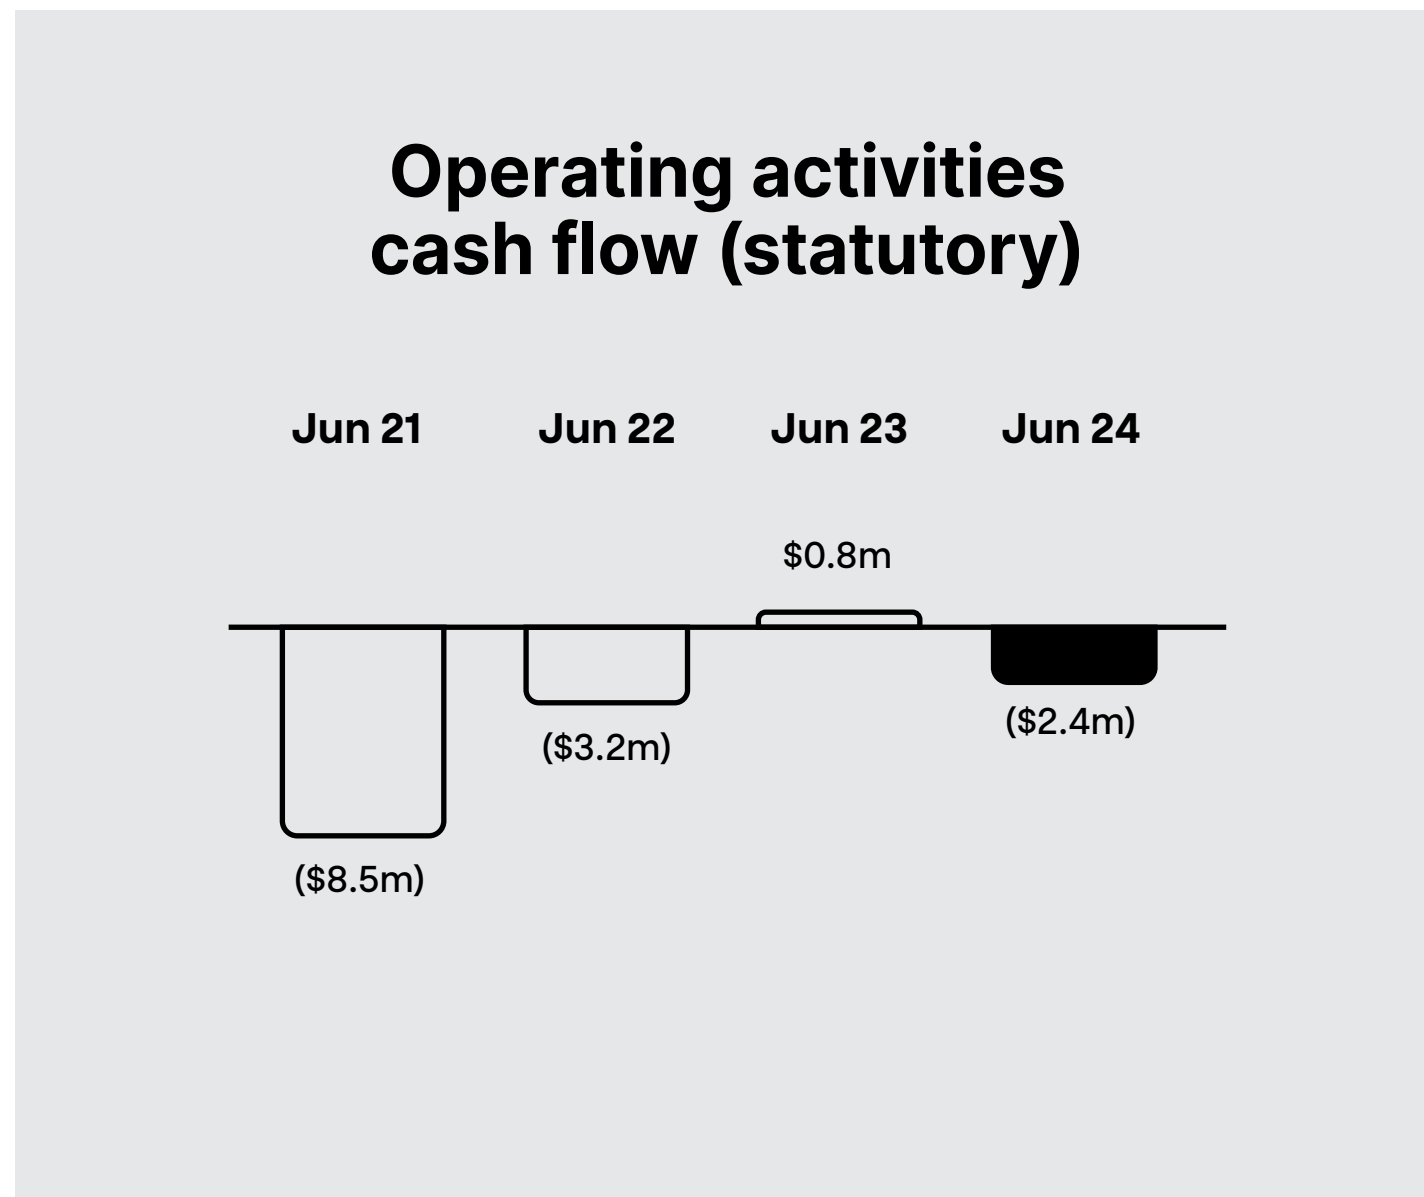 Operating activities
cash flow (statutory)
Jun 21 Jun 22 Jun 23 Jun 24
$0.8m
($2.4m)
($3.2m)
($8.5m)